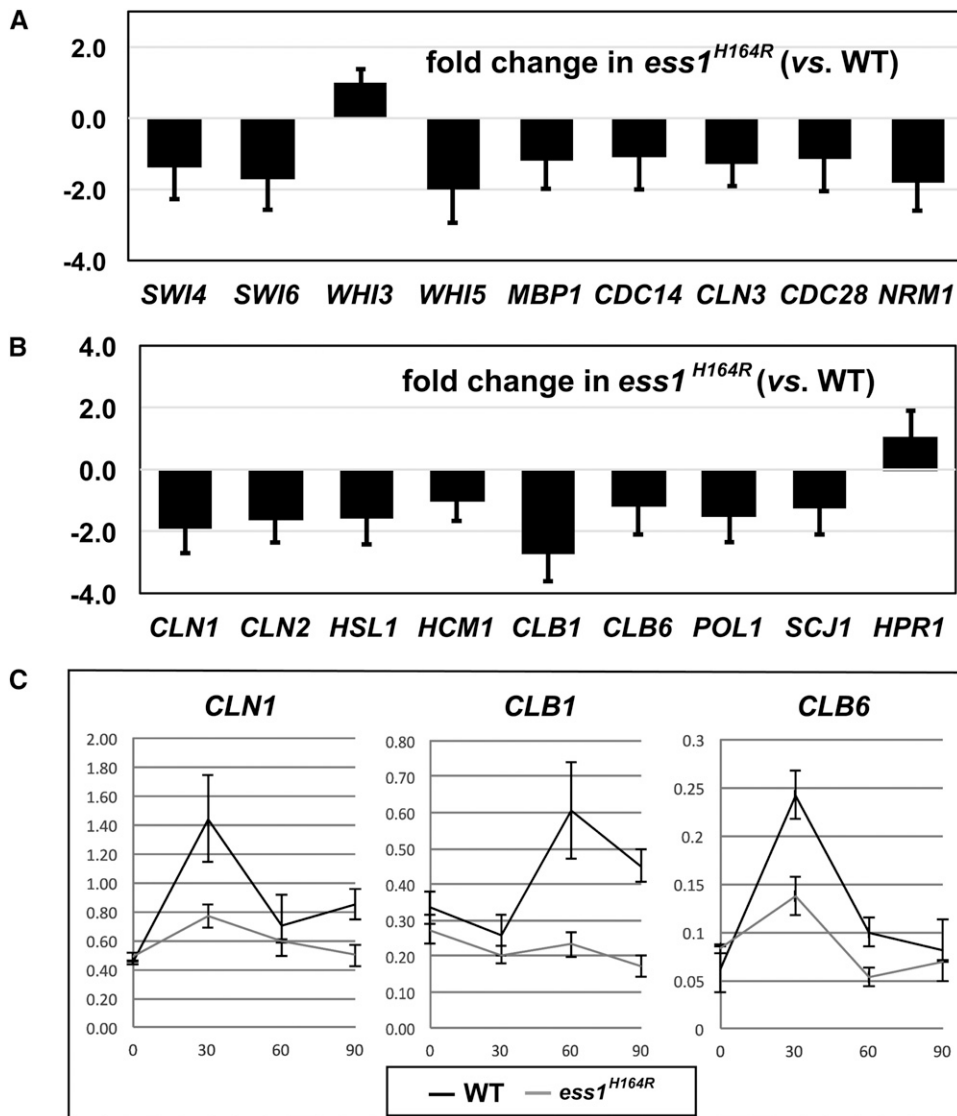 A
fold change in ess1H164R (vs. WT)
2.0
0.0
-2.0
-4.0
SWI4 SWI6 WHI3 WHI5 MBP1 CDC14 CLN3 CDC28 NRM1
B
4.0
fold change in ess1 H164R (vs. WT)
2.0
0.0
-2.0
-4.0
CLN1 CLN2 HSL1 HCM1 CLB1 CLB6 POL1 SCJ1 HPR1
C
CLN1
2.00
1.80
1.60
1.40
1.20
1.00
0.80
0.60
0.40
0.20
0.00
0 30 60 90
CLB1
0.80
0.70
0.60
0.50
0.40
0.30
0.20
0.10
0.00
0 30 60 90
CLB6
0.3
0.25
0.2
0.15
0.1
0.05
0
0 30 60 90
WT ess1H164R